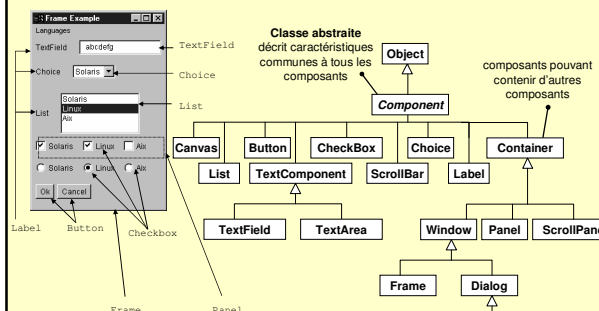 Frame Example
Languages
TextField
abcdefg
Choice
Solaris
List
Solaris
Linux
Aix
Solaris
Linux
Aix
Solaris
Linux
Aix
Ok
Cancel
TextField
Choice
List
Label
Button
Checkbox
Frame
Panel
Classe abstraite
décrit caractéristiques
communes à tous les
composants
Object
composants pouvant
contenir d'autres
composants
Component
Canvas
Button
CheckBox
Choice
Container
List
TextComponent
ScrollBar
Label
TextField
TextArea
Window
Panel
ScrollPan
Frame
Dialog